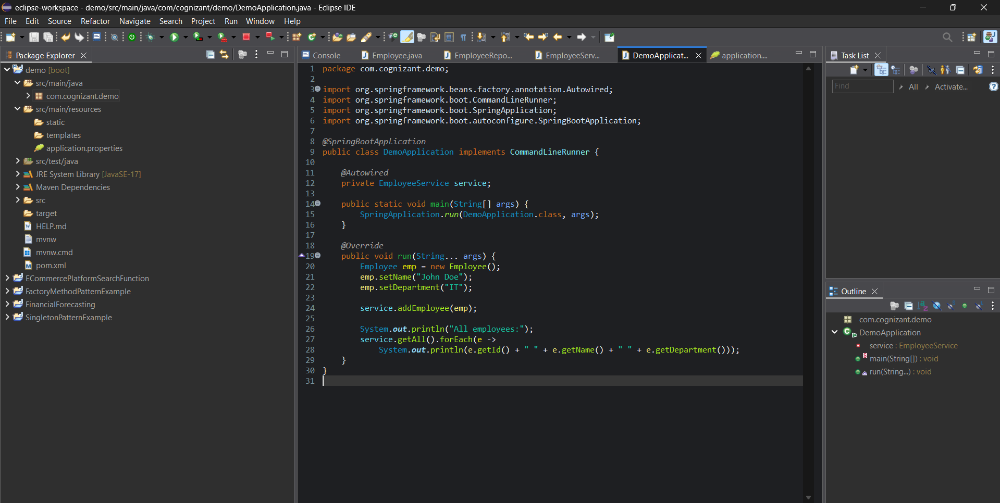 eclipse-workspace - demo/src/main/java/com/cognizant/demo/DemoApplication.java - Eclipse IDE
File Edit Source Refactor Navigate Search Project Run Window Help
Package Explorer
demo [boot]
src/main/java
com.cognizant.demo
src/main/resources
static
templates
application.properties
src/test/java
JRE System Library [JavaSE-17]
Maven Dependencies
src
target
HELP.md
mvnw
mvnw.cmd
pom.xml
ECommercePlatformSearchFunction
FactoryMethodPatternExample
FinancialForecasting
SingletonPatternExample
Console Employee.java EmployeeRepo... EmployeeServ... DemoApplicat... application....
1 package com.cognizant.demo;
2
3 import org.springframework.beans.factory.annotation.Autowired;
4 import org.springframework.boot.CommandLineRunner;
5 import org.springframework.boot.SpringApplication;
6 import org.springframework.boot.autoconfigure.SpringBootApplication;
7
8 @SpringBootApplication
9 public class DemoApplication implements CommandLineRunner {
10
11     @Autowired
12     private EmployeeService service;
13
14     public static void main(String[] args) {
15         SpringApplication.run(DemoApplication.class, args);
16     }
17
18     @Override
19     public void run(String... args) {
20         Employee emp = new Employee();
21         emp.setName("John Doe");
22         emp.setDepartment("IT");
23
24         service.addEmployee(emp);
25
26         System.out.println("All employees:");
27         service.getAll().forEach(e ->
28             System.out.println(e.getId() + " " + e.getName() + " " + e.getDepartment()));
29     }
30 }
31
Task List
Find All Activate...
Outline
com.cognizant.demo
DemoApplication
service : EmployeeService
main(String[]) : void
run(String...) : void